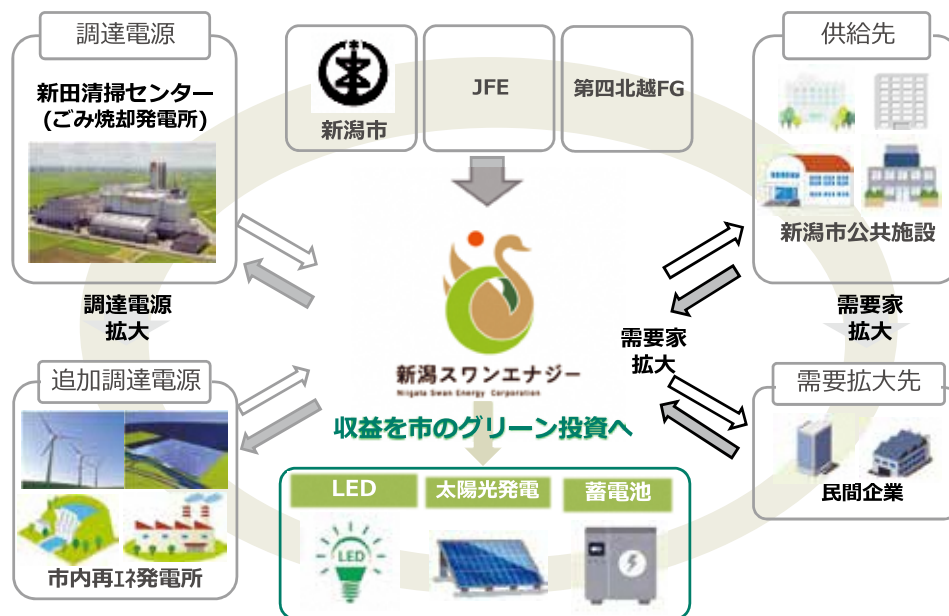 調達電源
新田清掃センター
(ごみ焼却発電所)
調達電源
拡大
追加調達電源
市内再ｴﾈ発電所
新潟市
JFE
第四北越FG
新潟スワンエナジー
Niigata Swan Energy Corporation
収益を市のグリーン投資へ
LED
太陽光発電
蓄電池
LED
供給先
新潟市公共施設
需要家
拡大
需要家
拡大
需要拡大先
民間企業